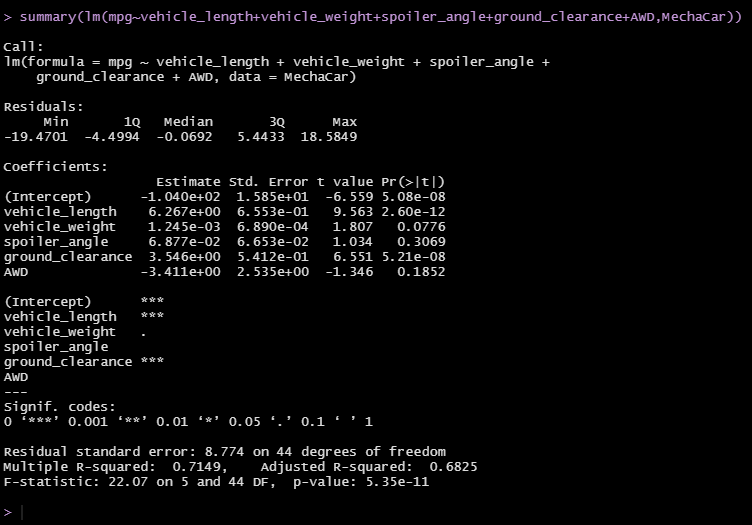 > summary(lm(mpg~vehicle_length+vehicle_weight+spoiler_angle+ground_clearance+AWD,MechaCar))
Call:
lm(formula = mpg ~ vehicle_length + vehicle_weight + spoiler_angle +
    ground_clearance + AWD, data = MechaCar)
Residuals:
     Min       1Q   Median       3Q      Max
-19.4701  -4.4994  -0.0692   5.4433  18.5849
Coefficients:
                   Estimate Std. Error t value Pr(>|t|)
(Intercept)      -1.040e+02  1.585e+01  -6.559 5.08e-08
vehicle_length    6.267e+00  6.553e-01   9.563 2.60e-12
vehicle_weight    1.245e-03  6.890e-04   1.807   0.0776
spoiler_angle     6.877e-02  6.653e-02   1.034   0.3069
ground_clearance  3.546e+00  5.412e-01   6.551 5.21e-08
AWD              -3.411e+00  2.535e+00  -1.346   0.1852
(Intercept)      ***
vehicle_length   ***
vehicle_weight   .
spoiler_angle
ground_clearance ***
AWD
---
Signif. codes:
0 ‘***’ 0.001 ‘**’ 0.01 ‘*’ 0.05 ‘.’ 0.1 ‘ ’ 1
Residual standard error: 8.774 on 44 degrees of freedom
Multiple R-squared:  0.7149,    Adjusted R-squared:  0.6825
F-statistic: 22.07 on 5 and 44 DF,  p-value: 5.35e-11
>